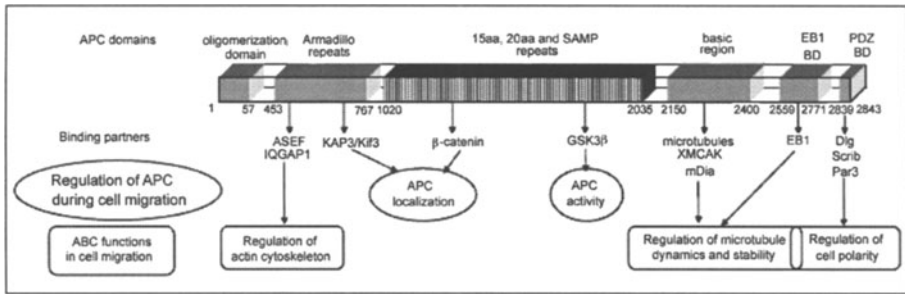 APC domains
oligomerization
domain
Armadillo
repeats
15aa, 20aa and SAMP
repeats
basic
region
EB1
BD
PDZ
BD
1 57 453 767 1020 2035 2150 2400 2559 2771 2839 2843
Binding partners
ASEF
IQGAP1
KAP3/Kif3
β-catenin
GSK3β
microtubules
XMCAK
mDia
EB1
Dlg
Scrib
Par3
Regulation of APC
during cell migration
APC
localization
APC
activity
ABC functions
in cell migration
Regulation of
actin cytoskeleton
Regulation of microtubule
dynamics and stability
Regulation of
cell polarity